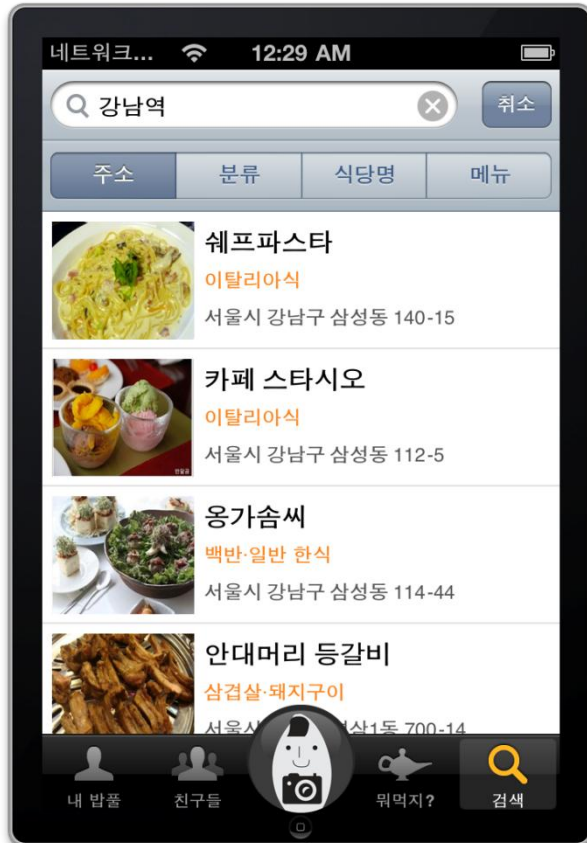 네트워크... 12:29 AM
강남역 취소
주소 분류 식당명 메뉴
쉐프파스타
이탈리아식
서울시 강남구 삼성동 140-15
카페 스타시오
이탈리아식
서울시 강남구 삼성동 112-5
옹가솜씨
백반·일반 한식
서울시 강남구 삼성동 114-44
안대머리 등갈비
삼겹살·돼지구이
700-14
내 밥풀 친구들 뭐먹지? 검색